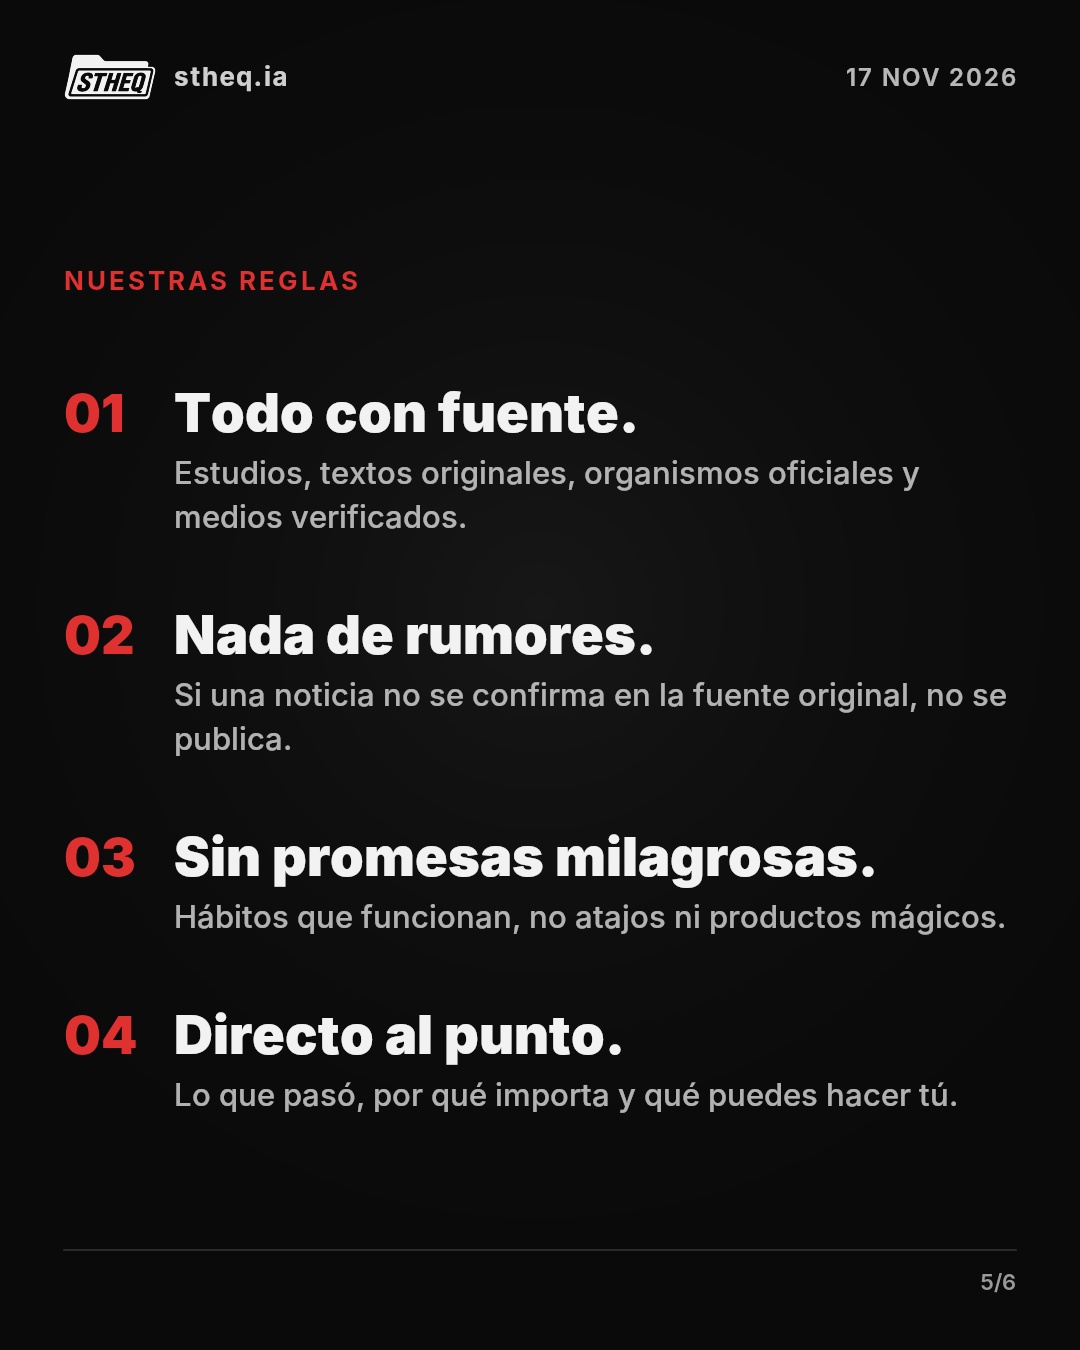 STHEQ stheq.ia
17 NOV 2026
NUESTRAS REGLAS
01 Todo con fuente.
Estudios, textos originales, organismos oficiales y
medios verificados.
02 Nada de rumores.
Si una noticia no se confirma en la fuente original, no se
publica.
03 Sin promesas milagrosas.
Hábitos que funcionan, no atajos ni productos mágicos.
04 Directo al punto.
Lo que pasó, por qué importa y qué puedes hacer tú.
5/6